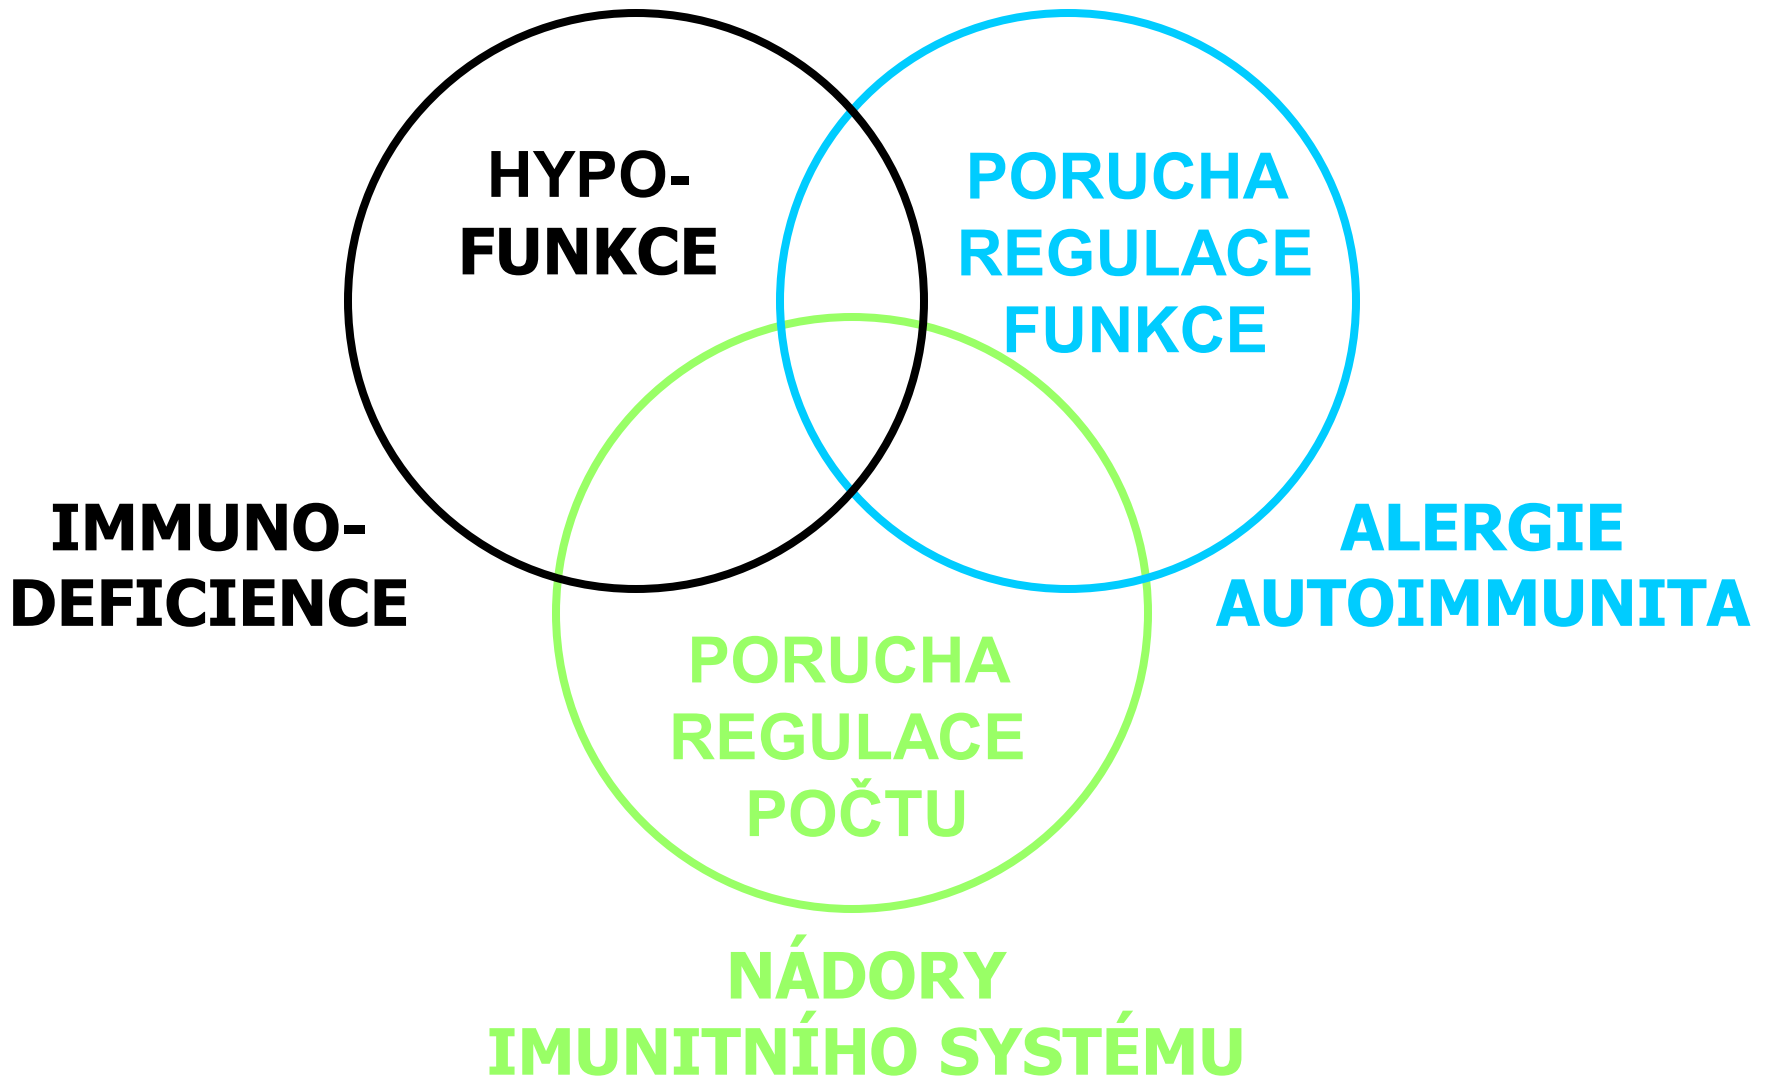 HYPO-
FUNKCE
PORUCHA
REGULACE
FUNKCE
IMMUNO-
DEFICIENCE
ALERGIE
AUTOIMMUNITA
PORUCHA
REGULACE
POČTU
NÁDORY
IMUNITNÍHO SYSTÉMU